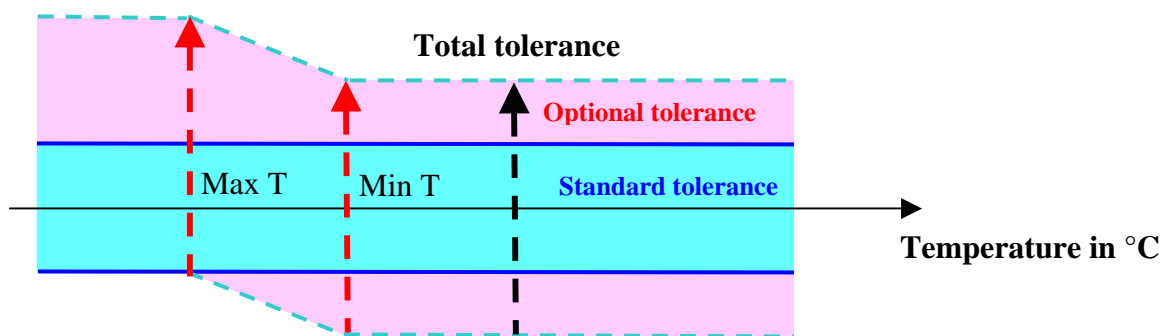 Total tolerance
Optional tolerance
Max T
Min T
Standard tolerance
Temperature in °C